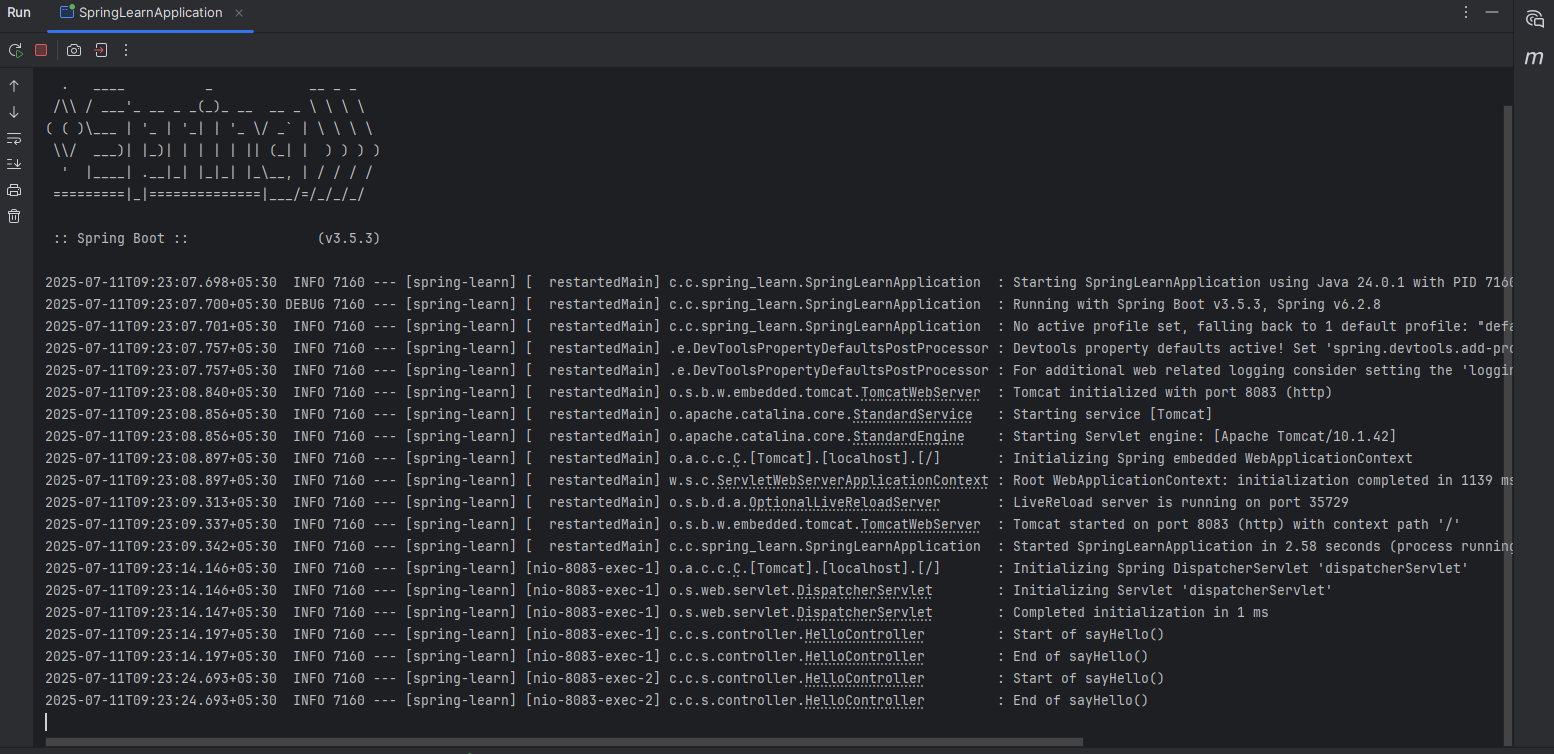 Run SpringLearnApplication
  .   ____          _            __ _ _
 /\\ / ___'_ __ _ _(_)_ __  __ _ \ \ \ \
( ( )\___ | '_ | '_| | '_ \/ _` | \ \ \ \
 \\/  ___)| |_)| | | | | || (_| |  ) ) ) )
  '  |____| .__|_| |_|_| |_\__, | / / / /
 =========|_|==============|___/=/_/_/_/
m
 :: Spring Boot ::                (v3.5.3)
2025-07-11T09:23:07.698+05:30  INFO 7160 --- [spring-learn] [  restartedMain] c.c.spring_learn.SpringLearnApplication  : Starting SpringLearnApplication using Java 24.0.1 with PID 7160
2025-07-11T09:23:07.700+05:30 DEBUG 7160 --- [spring-learn] [  restartedMain] c.c.spring_learn.SpringLearnApplication  : Running with Spring Boot v3.5.3, Spring v6.2.8
2025-07-11T09:23:07.701+05:30  INFO 7160 --- [spring-learn] [  restartedMain] c.c.spring_learn.SpringLearnApplication  : No active profile set, falling back to 1 default profile: "defa
2025-07-11T09:23:07.757+05:30  INFO 7160 --- [spring-learn] [  restartedMain] .e.DevToolsPropertyDefaultsPostProcessor : Devtools property defaults active! Set 'spring.devtools.add-pro
2025-07-11T09:23:07.757+05:30  INFO 7160 --- [spring-learn] [  restartedMain] .e.DevToolsPropertyDefaultsPostProcessor : For additional web related logging consider setting the 'loggin
2025-07-11T09:23:08.840+05:30  INFO 7160 --- [spring-learn] [  restartedMain] o.s.b.w.embedded.tomcat.TomcatWebServer  : Tomcat initialized with port 8083 (http)
2025-07-11T09:23:08.856+05:30  INFO 7160 --- [spring-learn] [  restartedMain] o.apache.catalina.core.StandardService   : Starting service [Tomcat]
2025-07-11T09:23:08.856+05:30  INFO 7160 --- [spring-learn] [  restartedMain] o.apache.catalina.core.StandardEngine    : Starting Servlet engine: [Apache Tomcat/10.1.42]
2025-07-11T09:23:08.897+05:30  INFO 7160 --- [spring-learn] [  restartedMain] o.a.c.c.C.[Tomcat].[localhost].[/]       : Initializing Spring embedded WebApplicationContext
2025-07-11T09:23:08.897+05:30  INFO 7160 --- [spring-learn] [  restartedMain] w.s.c.ServletWebServerApplicationContext : Root WebApplicationContext: initialization completed in 1139 ms
2025-07-11T09:23:09.313+05:30  INFO 7160 --- [spring-learn] [  restartedMain] o.s.b.d.a.OptionalLiveReloadServer       : LiveReload server is running on port 35729
2025-07-11T09:23:09.337+05:30  INFO 7160 --- [spring-learn] [  restartedMain] o.s.b.w.embedded.tomcat.TomcatWebServer  : Tomcat started on port 8083 (http) with context path '/'
2025-07-11T09:23:09.342+05:30  INFO 7160 --- [spring-learn] [  restartedMain] c.c.spring_learn.SpringLearnApplication  : Started SpringLearnApplication in 2.58 seconds (process running
2025-07-11T09:23:14.146+05:30  INFO 7160 --- [spring-learn] [nio-8083-exec-1] o.a.c.c.C.[Tomcat].[localhost].[/]       : Initializing Spring DispatcherServlet 'dispatcherServlet'
2025-07-11T09:23:14.146+05:30  INFO 7160 --- [spring-learn] [nio-8083-exec-1] o.s.web.servlet.DispatcherServlet        : Initializing Servlet 'dispatcherServlet'
2025-07-11T09:23:14.147+05:30  INFO 7160 --- [spring-learn] [nio-8083-exec-1] o.s.web.servlet.DispatcherServlet        : Completed initialization in 1 ms
2025-07-11T09:23:14.197+05:30  INFO 7160 --- [spring-learn] [nio-8083-exec-1] c.c.s.controller.HelloController         : Start of sayHello()
2025-07-11T09:23:14.197+05:30  INFO 7160 --- [spring-learn] [nio-8083-exec-1] c.c.s.controller.HelloController         : End of sayHello()
2025-07-11T09:23:24.693+05:30  INFO 7160 --- [spring-learn] [nio-8083-exec-2] c.c.s.controller.HelloController         : Start of sayHello()
2025-07-11T09:23:24.693+05:30  INFO 7160 --- [spring-learn] [nio-8083-exec-2] c.c.s.controller.HelloController         : End of sayHello()